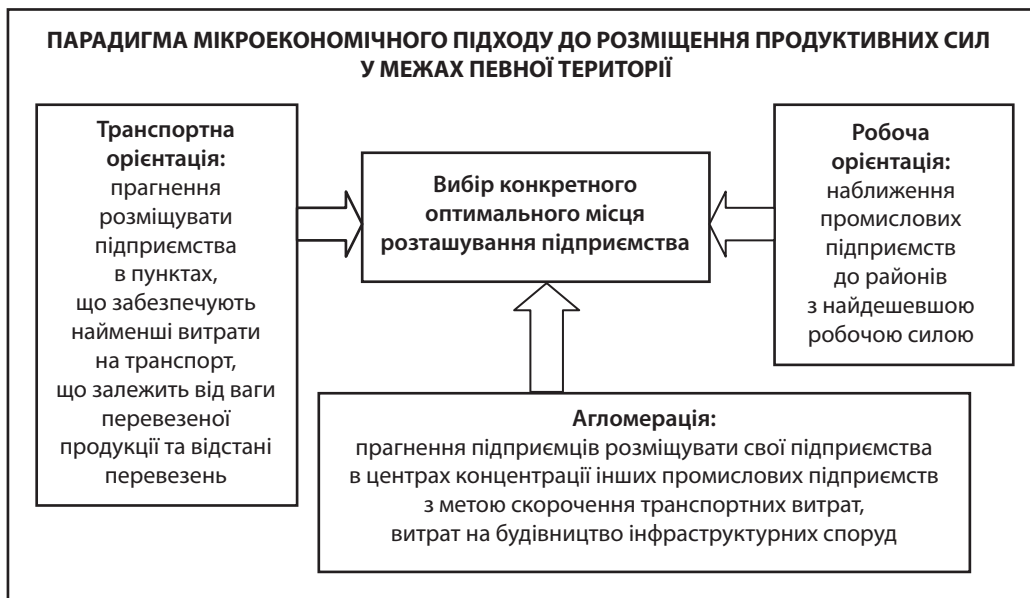 ПАРАДИГМА МІКРОЕКОНОМІЧНОГО ПІДХОДУ ДО РОЗМІЩЕННЯ ПРОДУКТИВНИХ СИЛ
У МЕЖАХ ПЕВНОЇ ТЕРИТОРІЇ
Транспортна
орієнтація:
прагнення
розміщувати
підприємства
в пунктах,
що забезпечують
найменші витрати
на транспорт,
що залежить від ваги
перевезеної
продукції та відстані
перевезень
Вибір конкретного
оптимального місця
розташування підприємства
Робоча
орієнтація:
наближення
промислових
підприємств
до районів
з найдешевшою
робочою силою
Агломерація:
прагнення підприємців розміщувати свої підприємства
в центрах концентрації інших промислових підприємств
з метою скорочення транспортних витрат,
витрат на будівництво інфраструктурних споруд